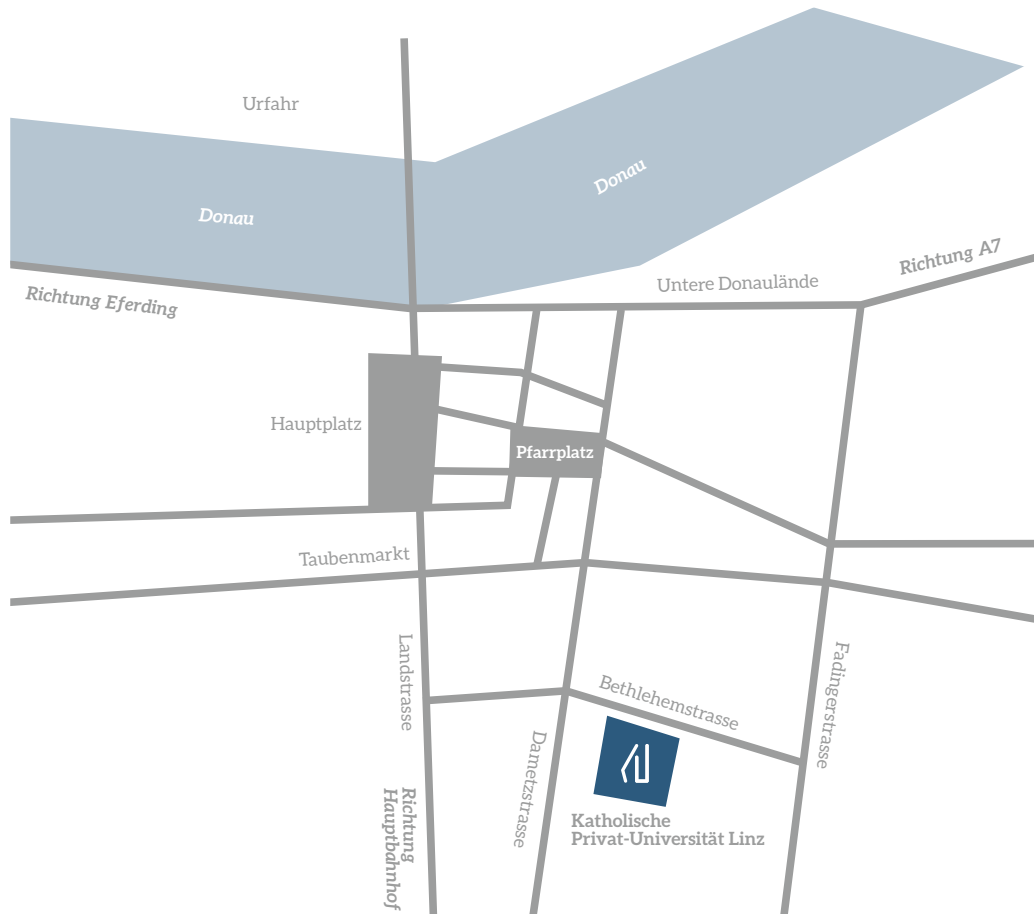 Urfahr
Donau
Donau
Richtung A7
Untere Donaulände
Richtung Eferding
Hauptplatz
Pfarrplatz
Taubenmarkt
Landstrasse
Fadingerstrasse
Bethlehemstrasse
Dametzstrasse
Richtung
Hauptbahnhof
Katholische
Privat-Universität Linz